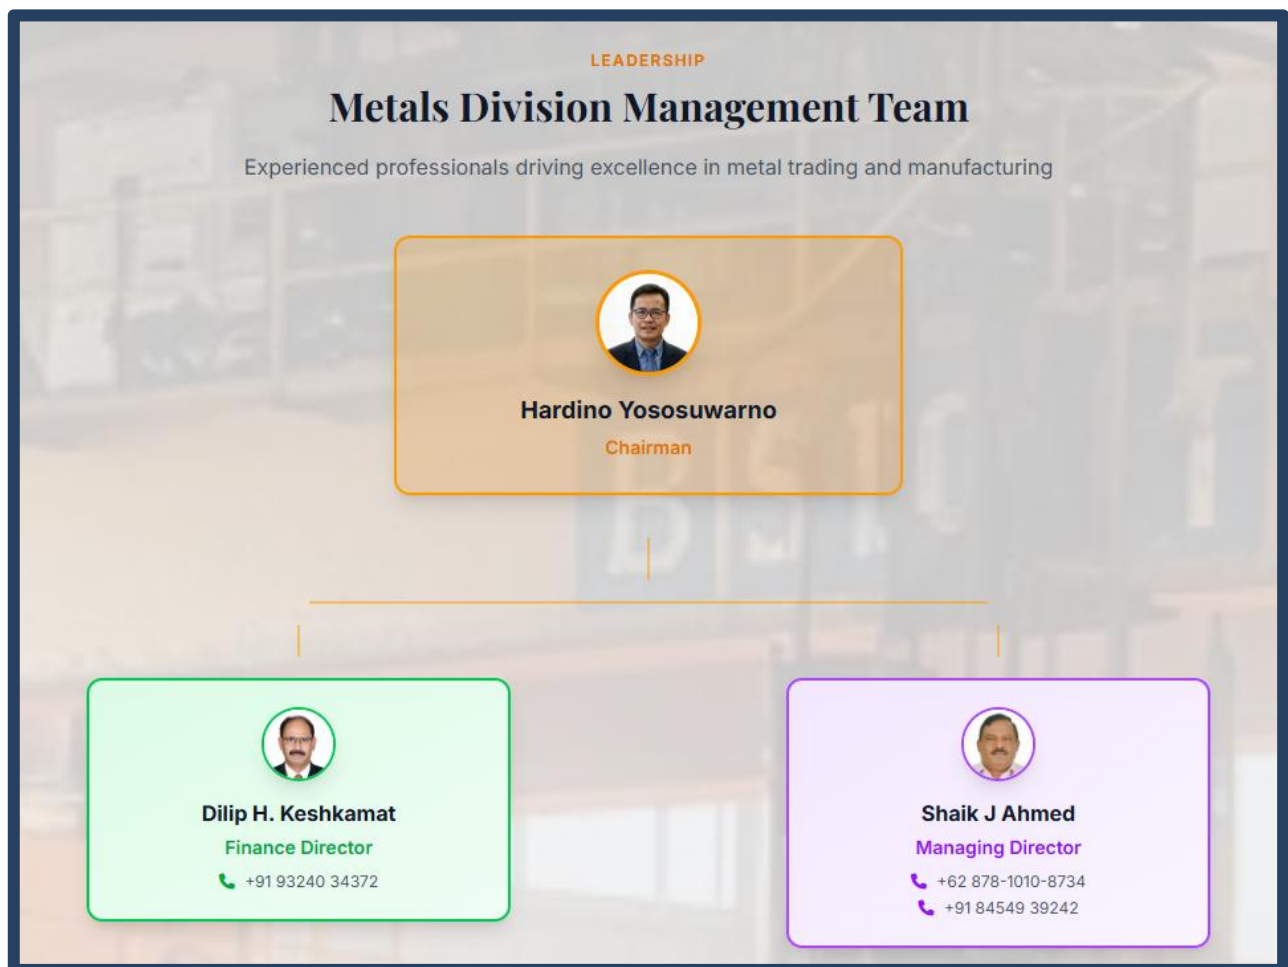 LEADERSHIP
Metals Division Management Team
Experienced professionals driving excellence in metal trading and manufacturing
Hardino Yososuwarno
Chairman
Dilip H. Keshkamat
Finance Director
+91 93240 34372
Shaik J Ahmed
Managing Director
+62 878-1010-8734
+91 84549 39242